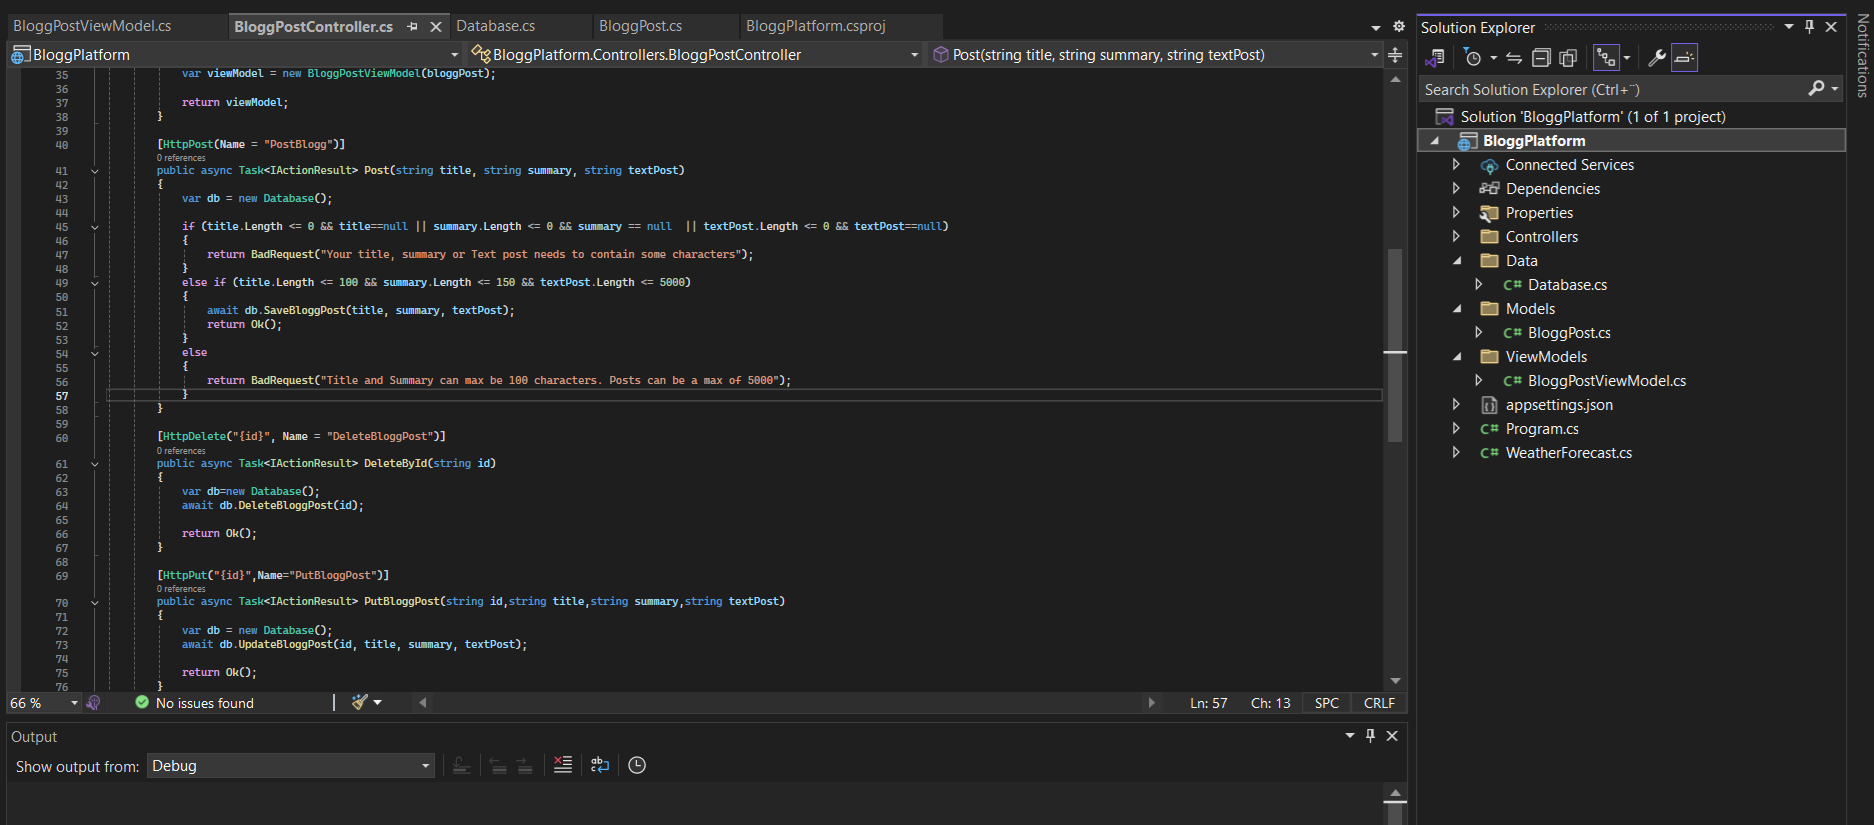 BloggPostViewModel.cs
BloggPostController.cs
Database.cs
BloggPost.cs
BloggPlatform.csproj
BloggPlatform
BloggPlatform.Controllers.BloggPostController
Post(string title, string summary, string textPost)
35 var viewModel = new BloggPostViewModel(bloggPost);
36
37 return viewModel;
38 }
39
40 [HttpPost(Name = "PostBlogg")]
0 references
41 public async Task<IActionResult> Post(string title, string summary, string textPost)
42 {
43 var db = new Database();
44
45 if (title.Length <= 0 && title==null || summary.Length <= 0 && summary == null  || textPost.Length <= 0 && textPost==null)
46 {
47 return BadRequest("Your title, summary or Text post needs to contain some characters");
48 }
49 else if (title.Length <= 100 && summary.Length <= 150 && textPost.Length <= 5000)
50 {
51 await db.SaveBloggPost(title, summary, textPost);
52 return Ok();
53 }
54 else
55 {
56 return BadRequest("Title and Summary can max be 100 characters. Posts can be a max of 5000");
57 }
58 }
59
60 [HttpDelete("{id}", Name = "DeleteBloggPost")]
0 references
61 public async Task<IActionResult> DeleteById(string id)
62 {
63 var db=new Database();
64 await db.DeleteBloggPost(id);
65
66 return Ok();
67 }
68
69 [HttpPut("{id}",Name="PutBloggPost")]
0 references
70 public async Task<IActionResult> PutBloggPost(string id,string title,string summary,string textPost)
71 {
72 var db = new Database();
73 await db.UpdateBloggPost(id, title, summary, textPost);
74
75 return Ok();
76 }
66 %
No issues found
Ln: 57
Ch: 13
SPC
CRLF
Output
Show output from:
Debug
Solution Explorer
Search Solution Explorer (Ctrl+¨)
Solution 'BloggPlatform' (1 of 1 project)
BloggPlatform
Connected Services
Dependencies
Properties
Controllers
Data
C# Database.cs
Models
C# BloggPost.cs
ViewModels
C# BloggPostViewModel.cs
appsettings.json
C# Program.cs
C# WeatherForecast.cs
Notifications